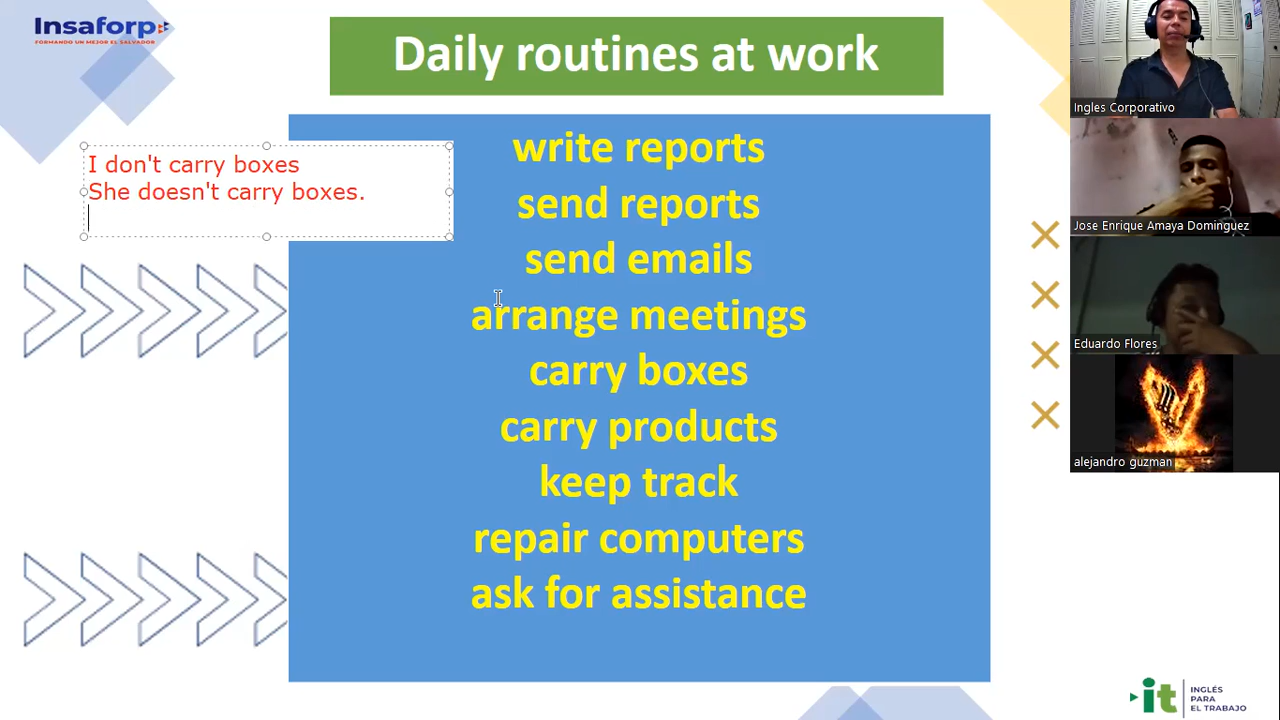 Insaforp
FORMANDO UN MEJOR EL SALVADOR
Daily routines at work
I don't carry boxes
She doesn't carry boxes.
write reports
send reports
send emails
arrange meetings
carry boxes
carry products
keep track
repair computers
ask for assistance
Ingles Corporativo
Jose Enrique Amaya Dominguez
Eduardo Flores
alejandro guzman
it
INGLÉS
PARA
EL TRABAJO